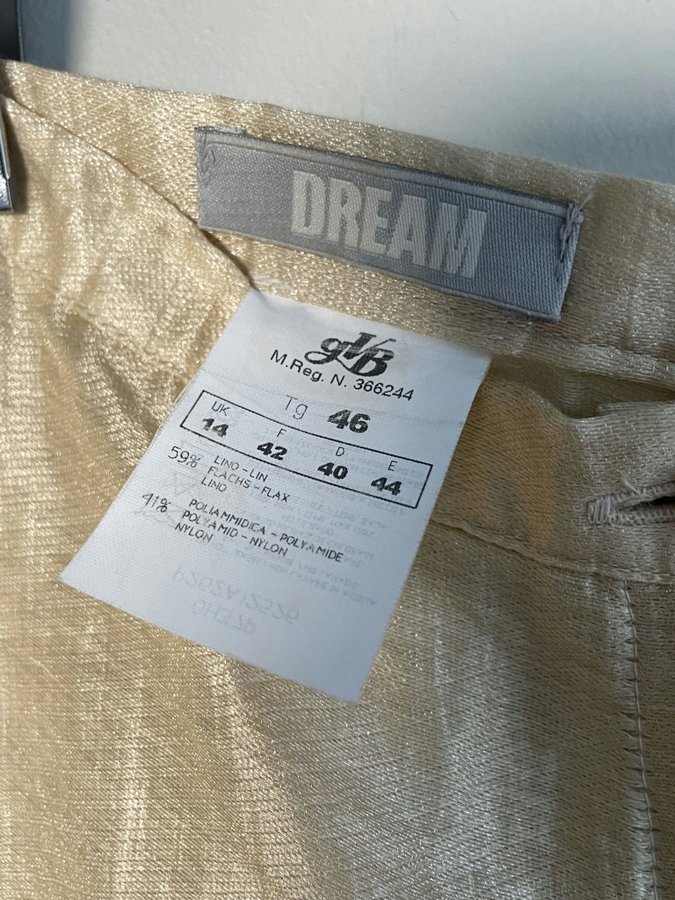 DREAM
gVB
M.Reg. N. 366244
Tg 46
UK F D E
14 42 40 44
59% LINO-LIN
FLACHS-FLAX
LINO
41% POLIAMMIDICA-POLYAMIDE
POLYAMID-NYLON
NYLON